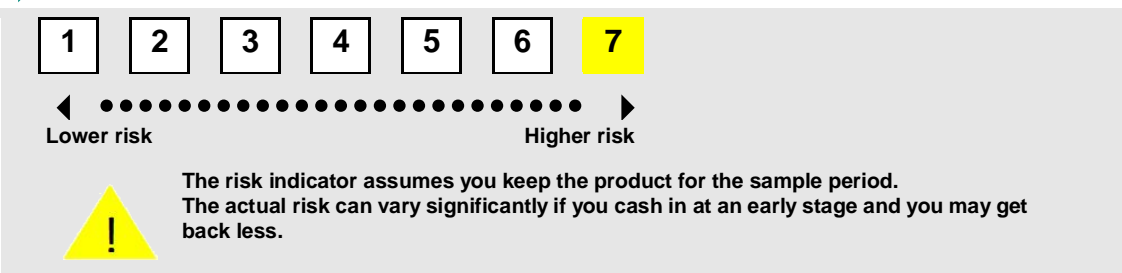 1 2 3 4 5 6 7
Lower risk Higher risk
!
The risk indicator assumes you keep the product for the sample period.
The actual risk can vary significantly if you cash in at an early stage and you may get
back less.